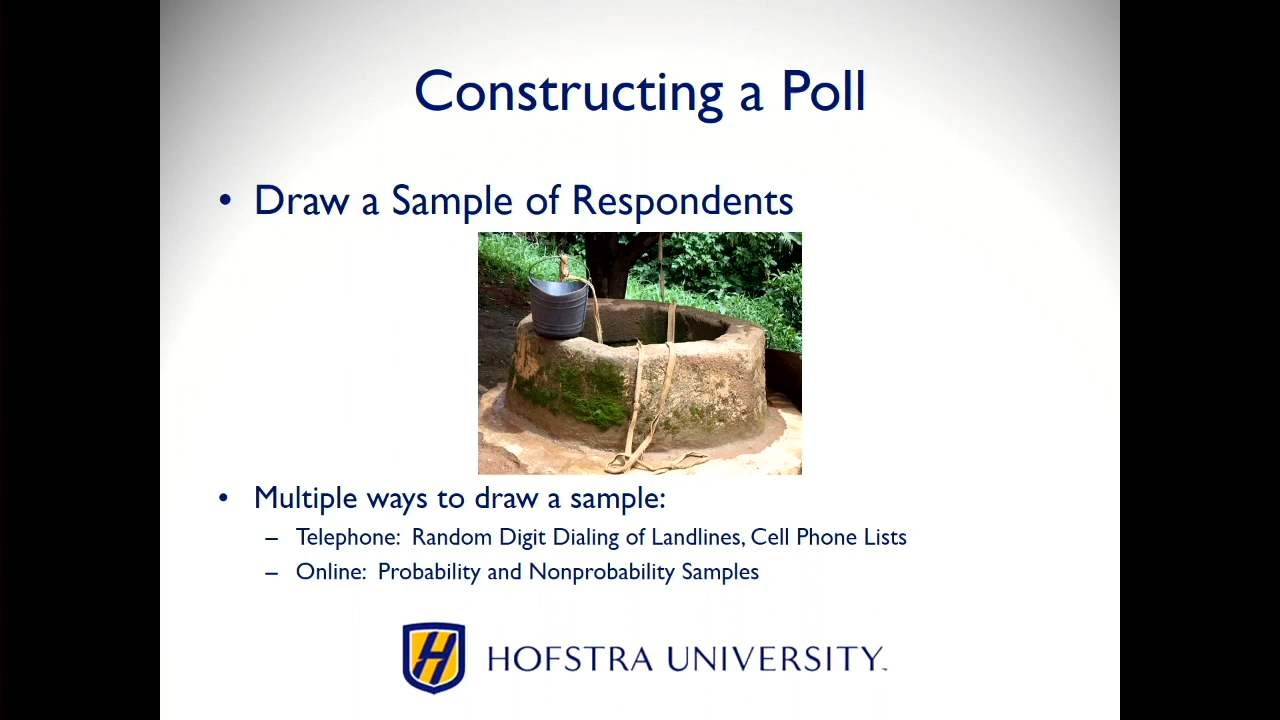 Constructing a Poll
• Draw a Sample of Respondents
• Multiple ways to draw a sample:
– Telephone: Random Digit Dialing of Landlines, Cell Phone Lists
– Online: Probability and Nonprobability Samples
H HOFSTRA UNIVERSITY™